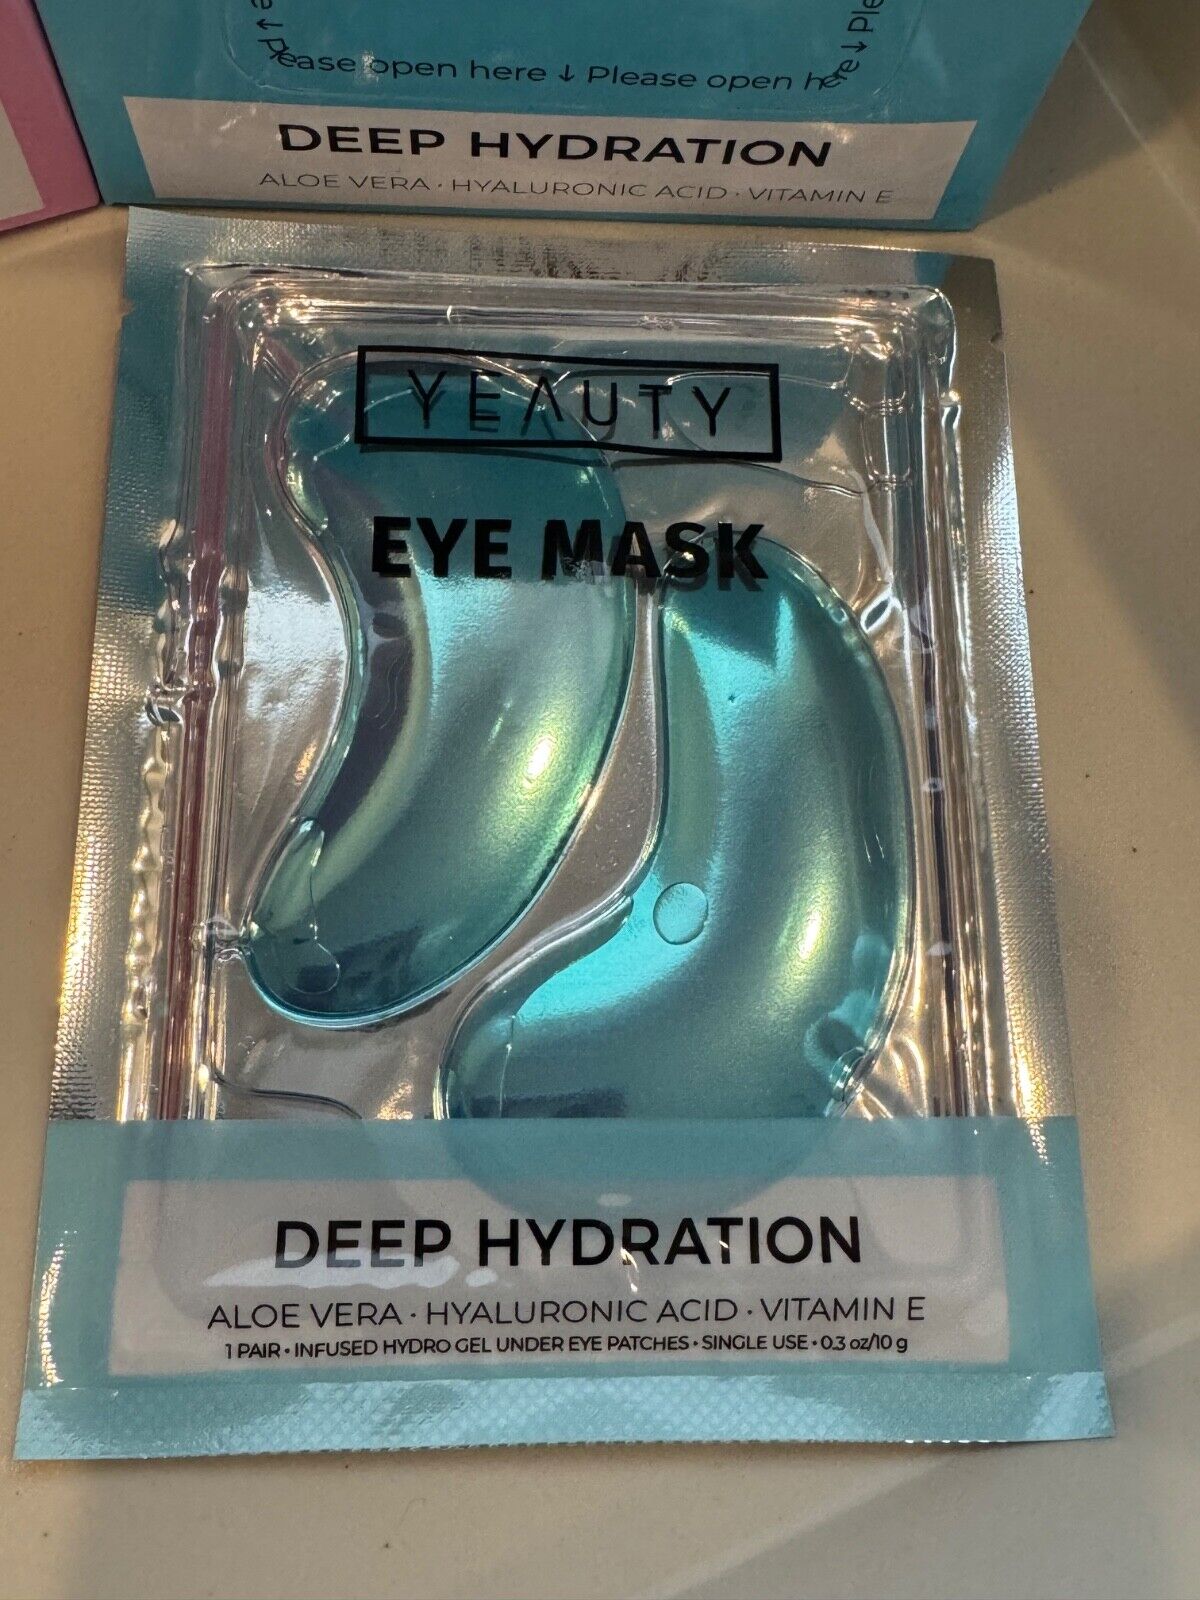 Please open here ↓ Please open here ↓ Ple
DEEP HYDRATION
ALOE VERA · HYALURONIC ACID · VITAMIN E
YEAUTY
EYE MASK
DEEP HYDRATION
ALOE VERA · HYALURONIC ACID · VITAMIN E
1 PAIR • INFUSED HYDRO GEL UNDER EYE PATCHES • SINGLE USE • 0.3 oz/10 g